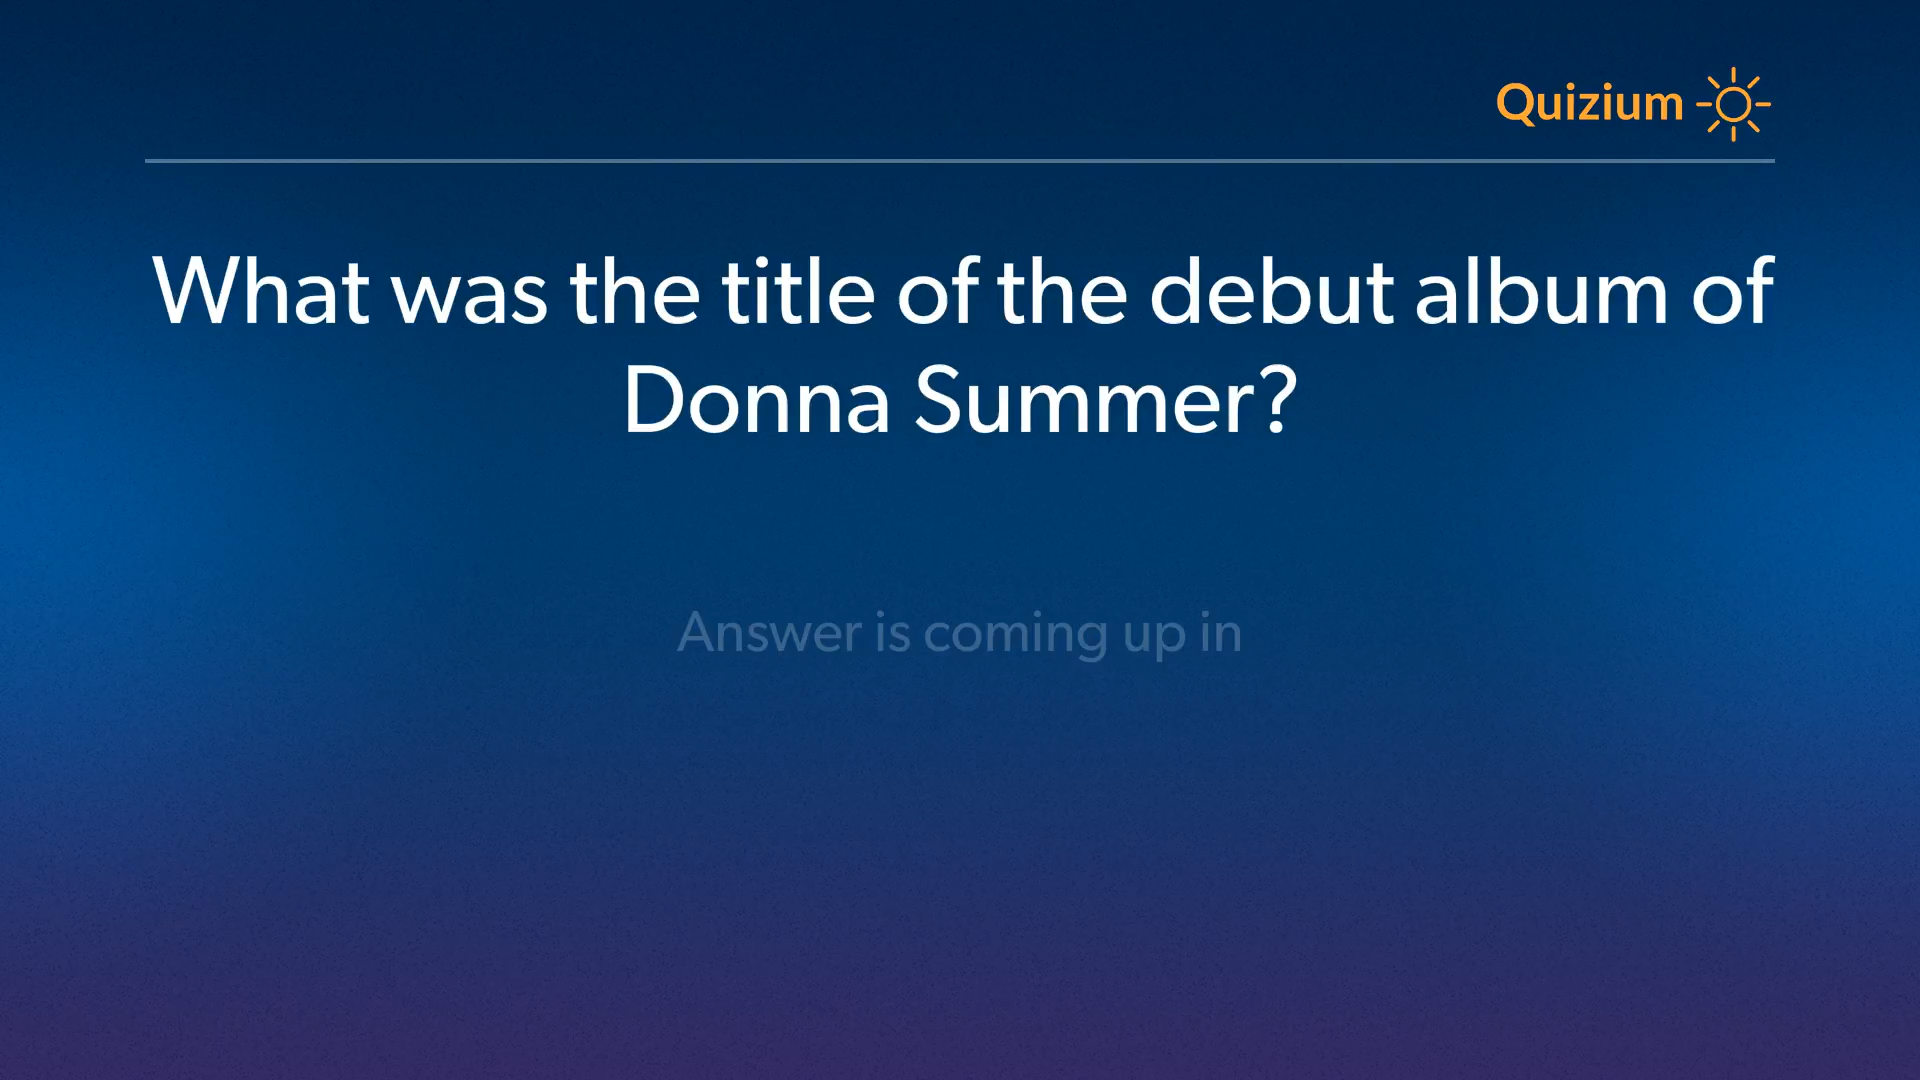 Quizium
What was the title of the debut album of
Donna Summer?
Answer is coming up in